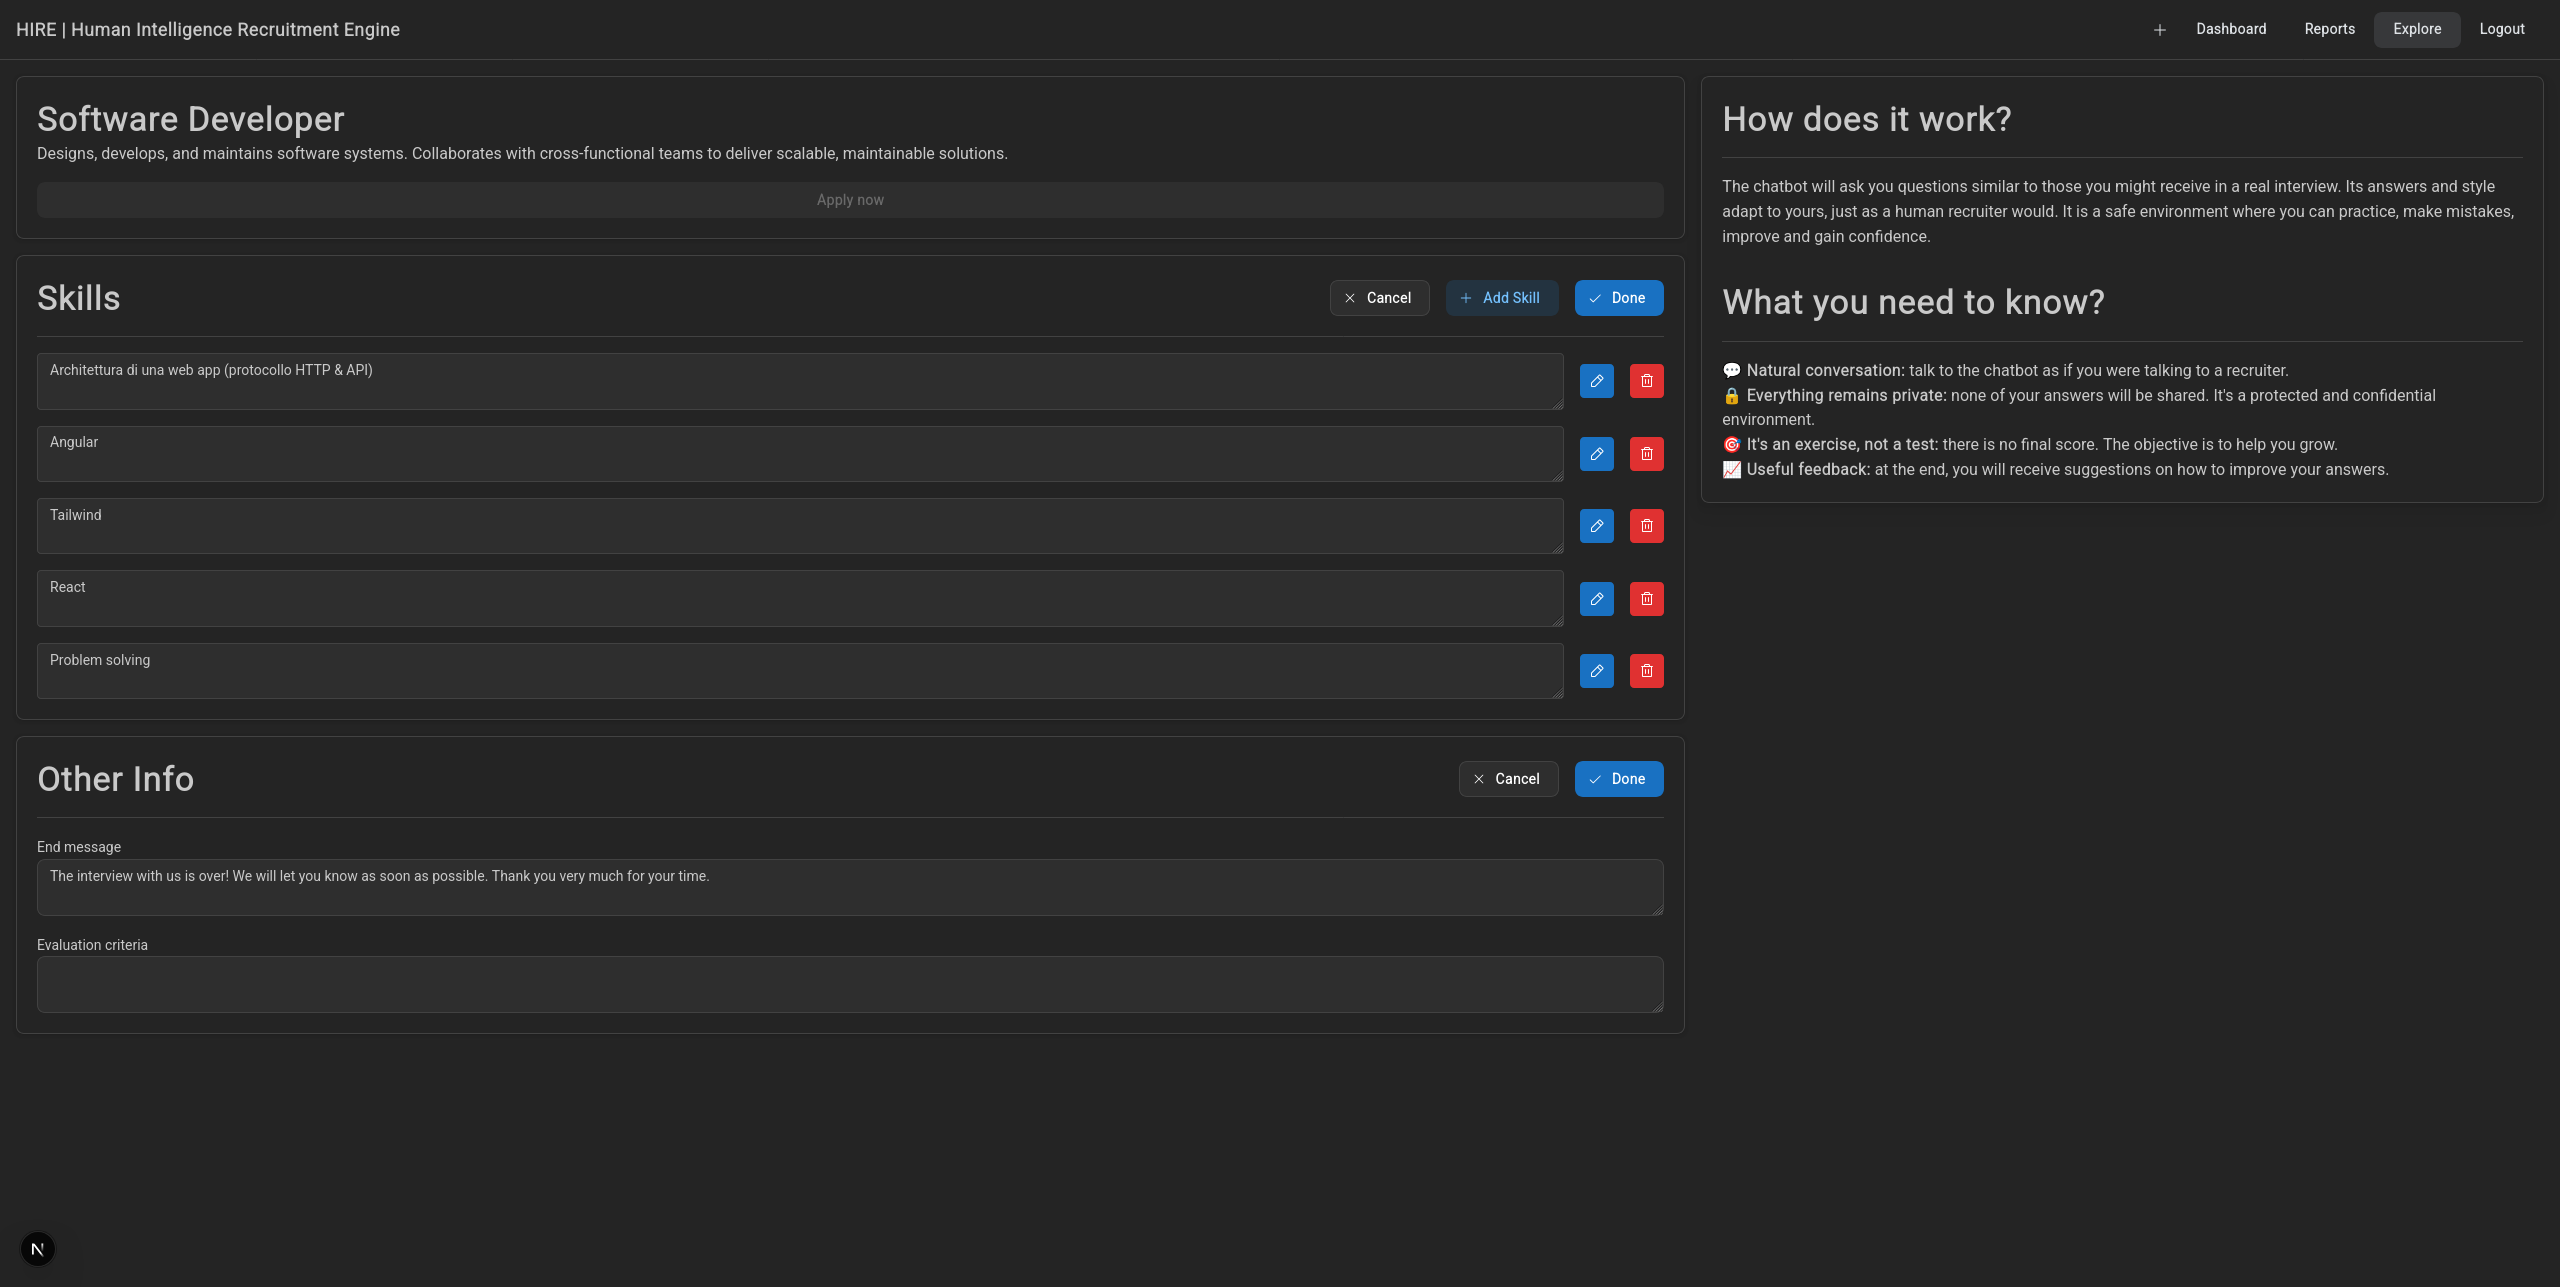 HIRE | Human Intelligence Recruitment Engine
Dashboard
Reports
Explore
Logout
Software Developer
Designs, develops, and maintains software systems. Collaborates with cross-functional teams to deliver scalable, maintainable solutions.
Apply now
Skills
Cancel
Add Skill
Done
Architettura di una web app (protocollo HTTP & API)
Angular
Tailwind
React
Problem solving
Other Info
Cancel
Done
End message
The interview with us is over! We will let you know as soon as possible. Thank you very much for your time.
Evaluation criteria
How does it work?
The chatbot will ask you questions similar to those you might receive in a real interview. Its answers and style
adapt to yours, just as a human recruiter would. It is a safe environment where you can practice, make mistakes,
improve and gain confidence.
What you need to know?
💬 Natural conversation: talk to the chatbot as if you were talking to a recruiter.
🔒 Everything remains private: none of your answers will be shared. It's a protected and confidential
environment.
🎯 It's an exercise, not a test: there is no final score. The objective is to help you grow.
📈 Useful feedback: at the end, you will receive suggestions on how to improve your answers.
N